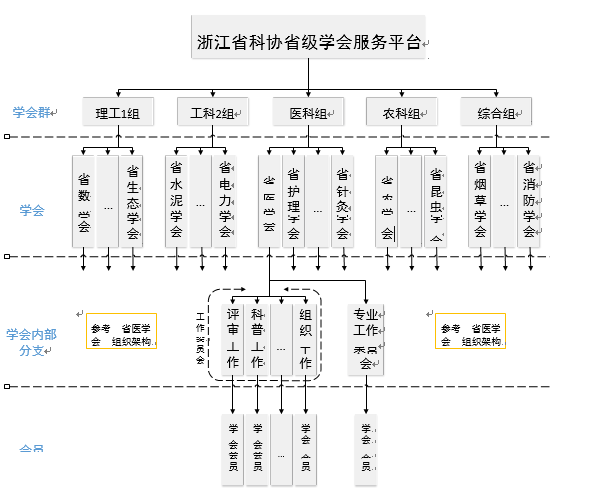 浙江省科协省级学会服务平台
学会群
理工1组
工科2组
医科组
农科组
综合组
学会
省数学会
...
省生态学会
省水泥学会
...
省电力学会
省医学会
省护理学会
...
省针灸学会
省农学会
...
省昆虫学会
省烟草学会
...
省消防学会
学会内部
分支
参考 省医学
会 组织架构
工作委员会
评审工作
科普工作
...
组织工作
专业
工作
委员
会
参考 省医学
会 组织架构
会员
学会会员
学会会员
...
学会会员
学会会员